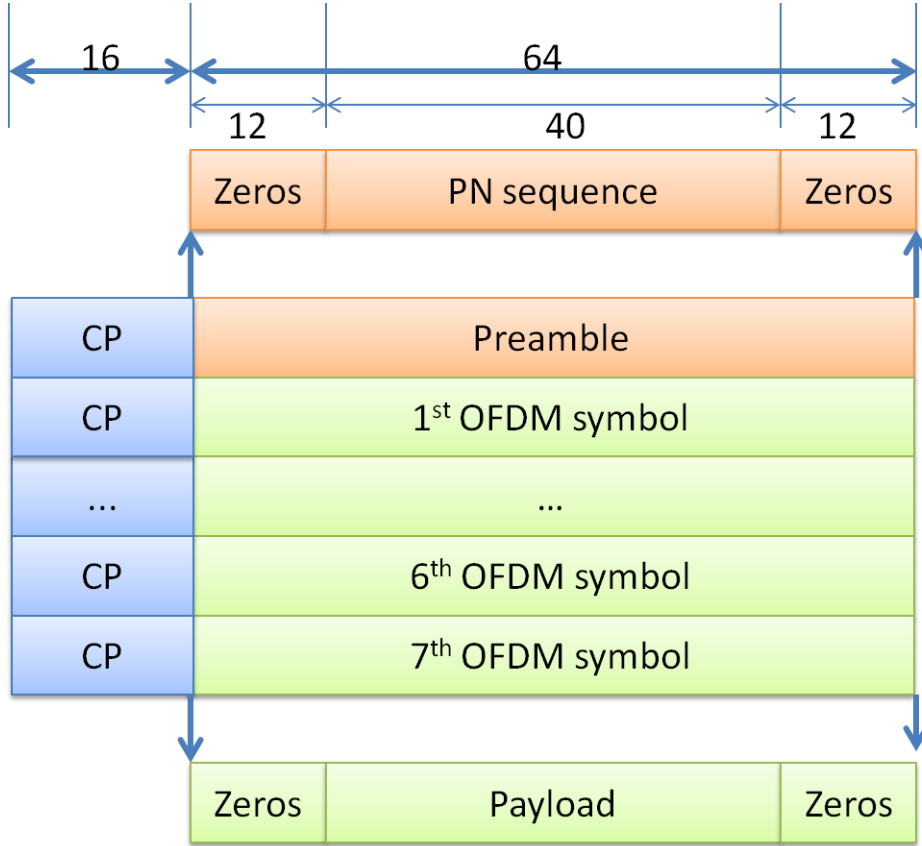 16 64
12 40 12
Zeros PN sequence Zeros
CP Preamble
CP 1st OFDM symbol
... ...
CP 6th OFDM symbol
CP 7th OFDM symbol
Zeros Payload Zeros